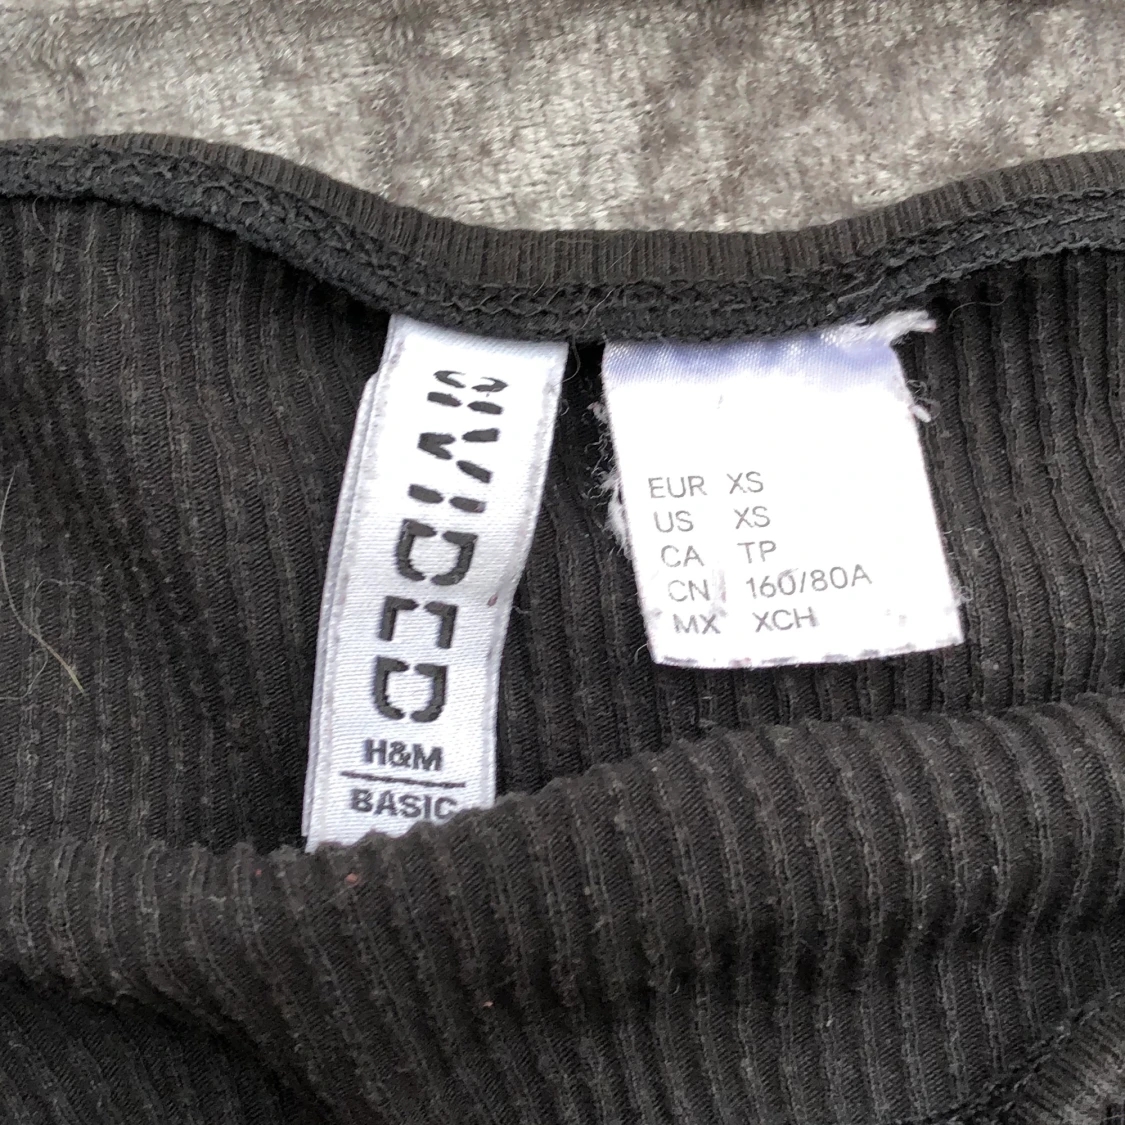 DIVIDED
H&M
BASIC
EUR XS
US XS
CA TP
CN 160/80A
MX XCH